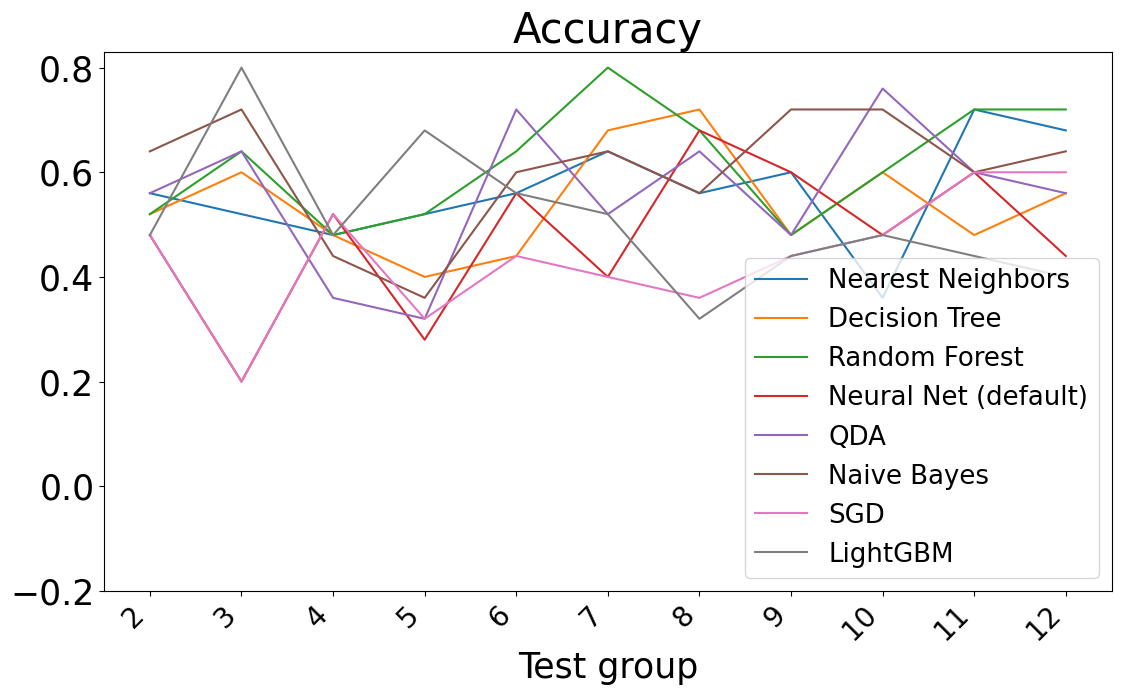 Accuracy
0.8
0.6
0.4
0.2
0.0
−0.2
Nearest Neighbors
Decision Tree
Random Forest
Neural Net (default)
QDA
Naive Bayes
SGD
LightGBM
2 3 4 5 6 7 8 9 10 11 12
Test group